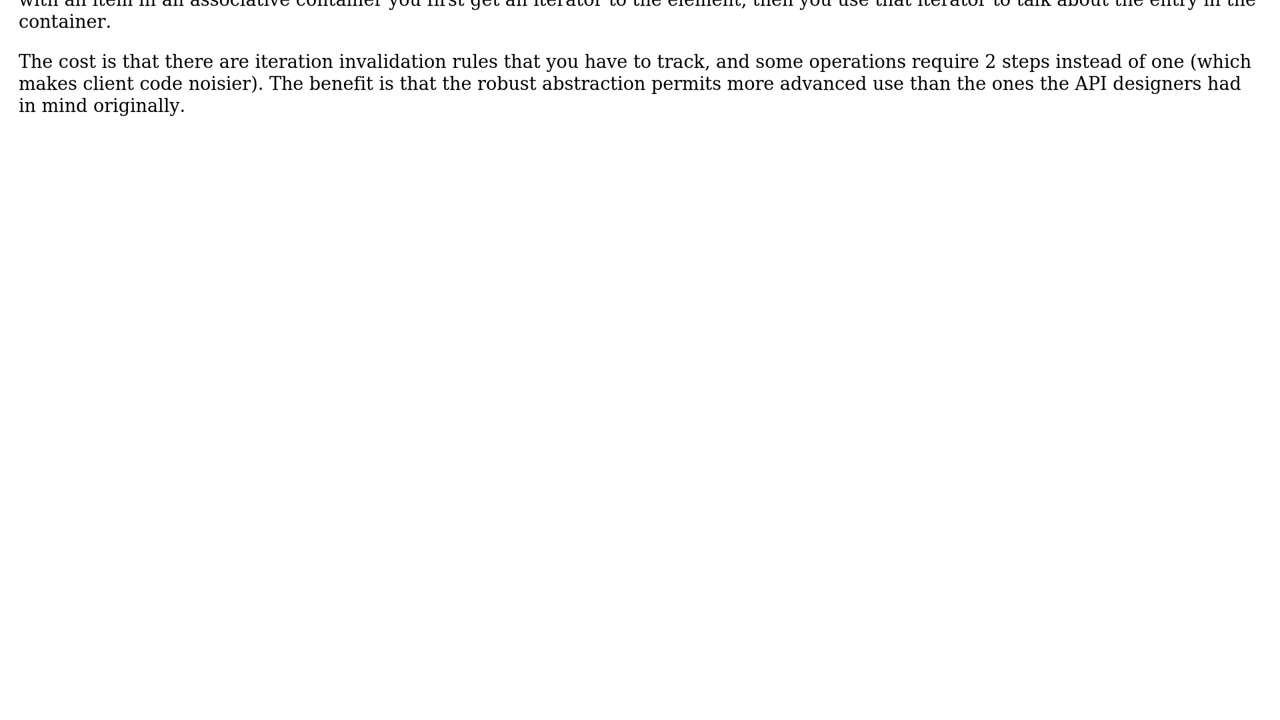 with an item in an associative container you first get an iterator to the element, then you use that iterator to talk about the entry in the
container.
The cost is that there are iteration invalidation rules that you have to track, and some operations require 2 steps instead of one (which
makes client code noisier). The benefit is that the robust abstraction permits more advanced use than the ones the API designers had
in mind originally.